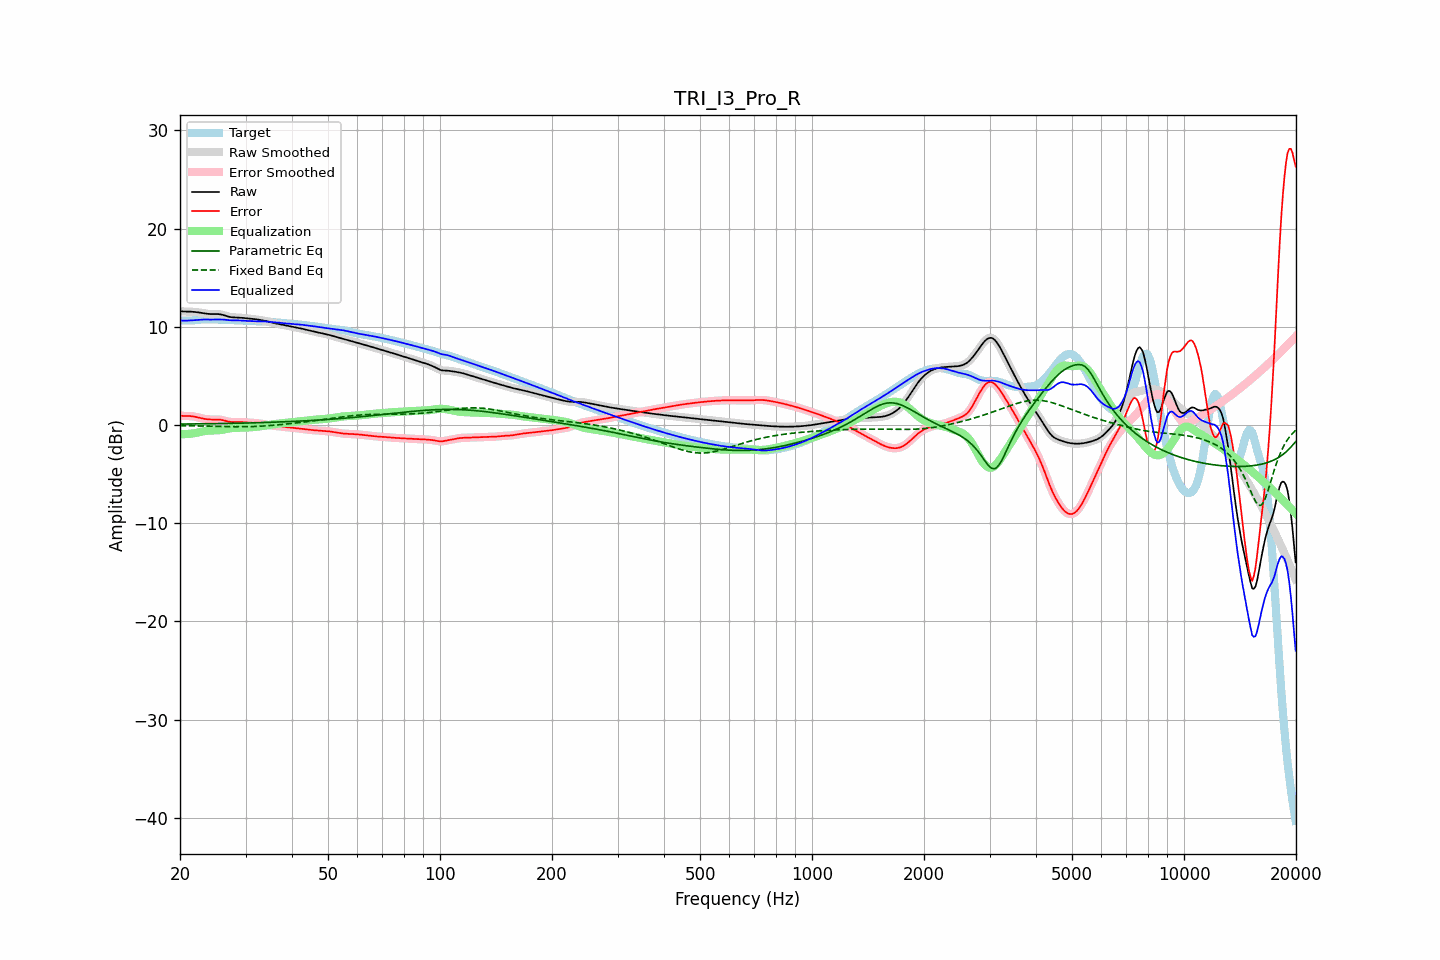 TRI_I3_Pro_R
Target
Raw Smoothed
Error Smoothed
Raw
Error
Equalization
Parametric Eq
Fixed Band Eq
Equalized
30
20
10
0
−10
−20
−30
−40
Amplitude (dBr)
20
50
100
200
500
1000
2000
5000
10000
20000
Frequency (Hz)